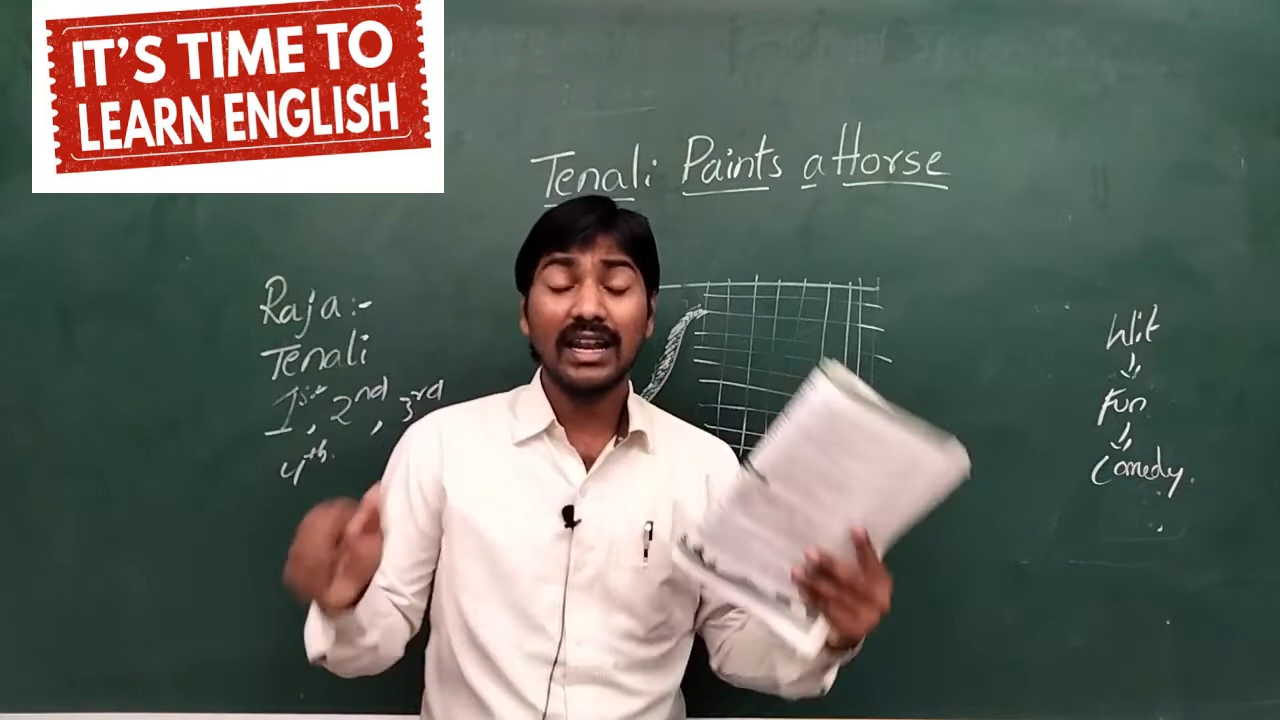 IT'S TIME TO
LEARN ENGLISH
Tenali Paints a Horse
Raja:-
Tenali
1st, 2nd, 3rd
4th
Wit
Fun
Comedy.